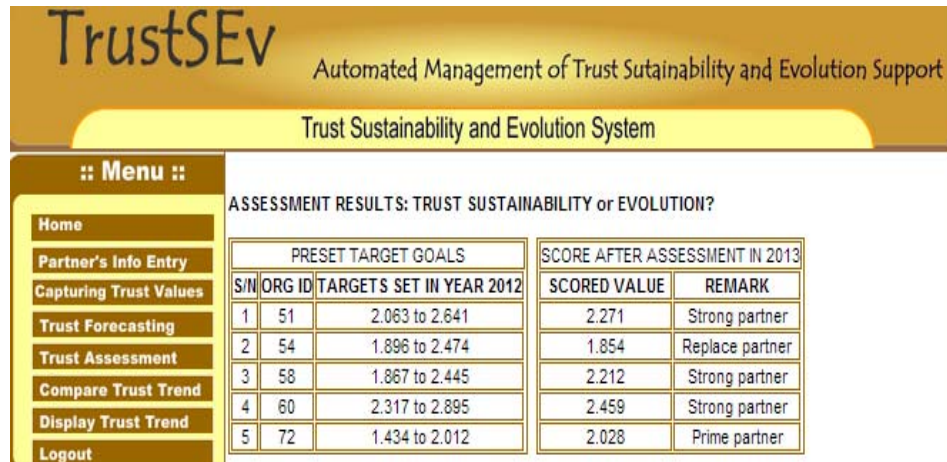 TrustSEv
Automated Management of Trust Sutainability and Evolution Support
Trust Sustainability and Evolution System
:: Menu ::
Home
Partner's Info Entry
Capturing Trust Values
Trust Forecasting
Trust Assessment
Compare Trust Trend
Display Trust Trend
Logout
ASSESSMENT RESULTS: TRUST SUSTAINABILITY or EVOLUTION?
PRESET TARGET GOALS SCORE AFTER ASSESSMENT IN 2013
S/N ORG ID TARGETS SET IN YEAR 2012 SCORED VALUE REMARK
1 51 2.063 to 2.641 2.271 Strong partner
2 54 1.896 to 2.474 1.854 Replace partner
3 58 1.867 to 2.445 2.212 Strong partner
4 60 2.317 to 2.895 2.459 Strong partner
5 72 1.434 to 2.012 2.028 Prime partner